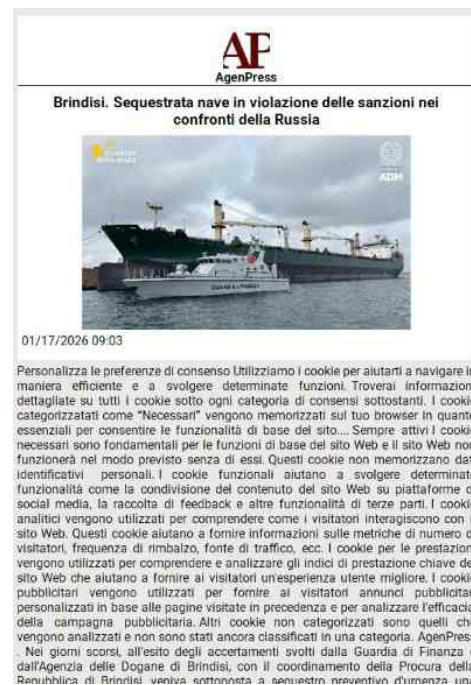 AP
AgenPress
Brindisi. Sequestrata nave in violazione delle sanzioni nei
confronti della Russia
ADM
GUARDIA DI FINANZA
01/17/2026 09:03
Personalizza le preferenze di consenso Utilizziamo i cookie per aiutarti a navigare in
maniera efficiente e a svolgere determinate funzioni. Troverai informazion
dettagliate su tutti i cookie sotto ogni categoria di consensi sottostanti. I cookie
categorizzatati come “Necessari” vengono memorizzati sul tuo browser in quanto
essenziali per consentire le funzionalità di base del sito.... Sempre attivi I cookie
necessari sono fondamentali per le funzioni di base del sito Web e il sito Web non
funzionerà nel modo previsto senza di essi. Questi cookie non memorizzano dat
identificativi personali. I cookie funzionali aiutano a svolgere determinate
funzionalità come la condivisione del contenuto del sito Web su piattaforme d
social media, la raccolta di feedback e altre funzionalità di terze parti. I cookie
analitici vengono utilizzati per comprendere come i visitatori interagiscono con i
sito Web. Questi cookie aiutano a fornire informazioni sulle metriche di numero d
visitatori, frequenza di rimbalzo, fonte di traffico, ecc. I cookie per le prestazion
vengono utilizzati per comprendere e analizzare gli indici di prestazione chiave de
sito Web che aiutano a fornire ai visitatori un'esperienza utente migliore. I cookie
pubblicitari vengono utilizzati per fornire ai visitatori annunci pubblicitar
personalizzati in base alle pagine visitate in precedenza e per analizzare l'efficacia
della campagna pubblicitaria. Altri cookie non categorizzati sono quelli che
vengono analizzati e non sono stati ancora classificati in una categoria. AgenPress
. Nei giorni scorsi, all'esito degli accertamenti svolti dalla Guardia di Finanza e
dall'Agenzia delle Dogane di Brindisi, con il coordinamento della Procura della
Repubblica di Brindisi, veniva sottoposta a sequestro preventivo d'urgenza una